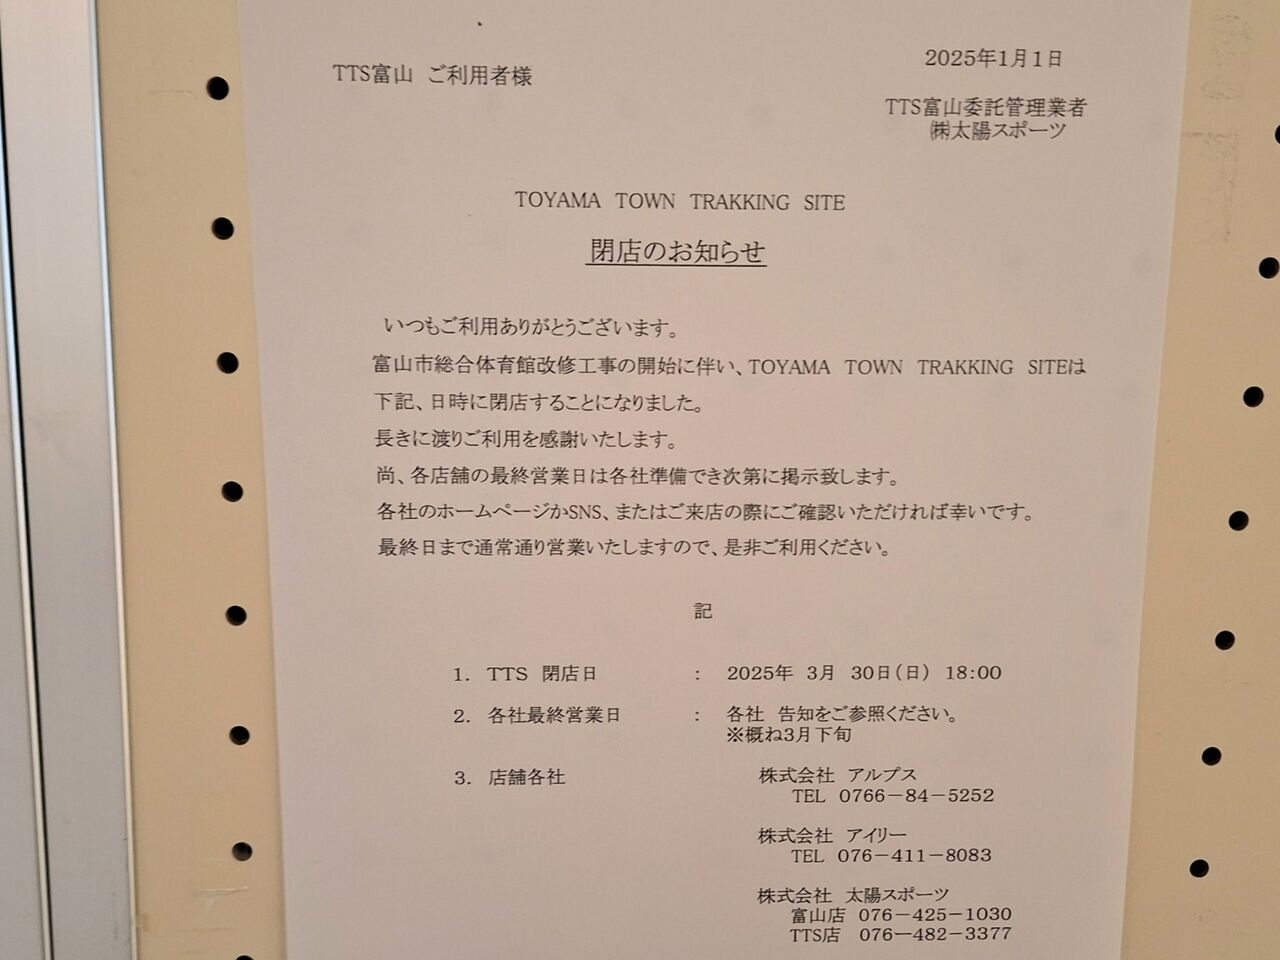 2025年1月1日
TTS富山 ご利用者様
TTS富山委託管理業者
㈱太陽スポーツ
TOYAMA TOWN TRAKKING SITE
閉店のお知らせ
いつもご利用ありがとうございます。
富山市総合体育館改修工事の開始に伴い、TOYAMA TOWN TRAKKING SITEは
下記、日時に閉店することになりました。
長きに渡りご利用を感謝いたします。
尚、各店舗の最終営業日は各社準備でき次第に掲示致します。
各社のホームページかSNS、またはご来店の際にご確認いただければ幸いです。
最終日まで通常通り営業いたしますので、是非ご利用ください。
記
1. TTS 閉店日 : 2025年 3月 30日(日) 18:00
2. 各社最終営業日 : 各社 告知をご参照ください。
※概ね3月下旬
3. 店舗各社 株式会社 アルプス
TEL 0766-84-5252
株式会社 アイリー
TEL 076-411-8083
株式会社 太陽スポーツ
富山店 076-425-1030
TTS店 076-482-3377